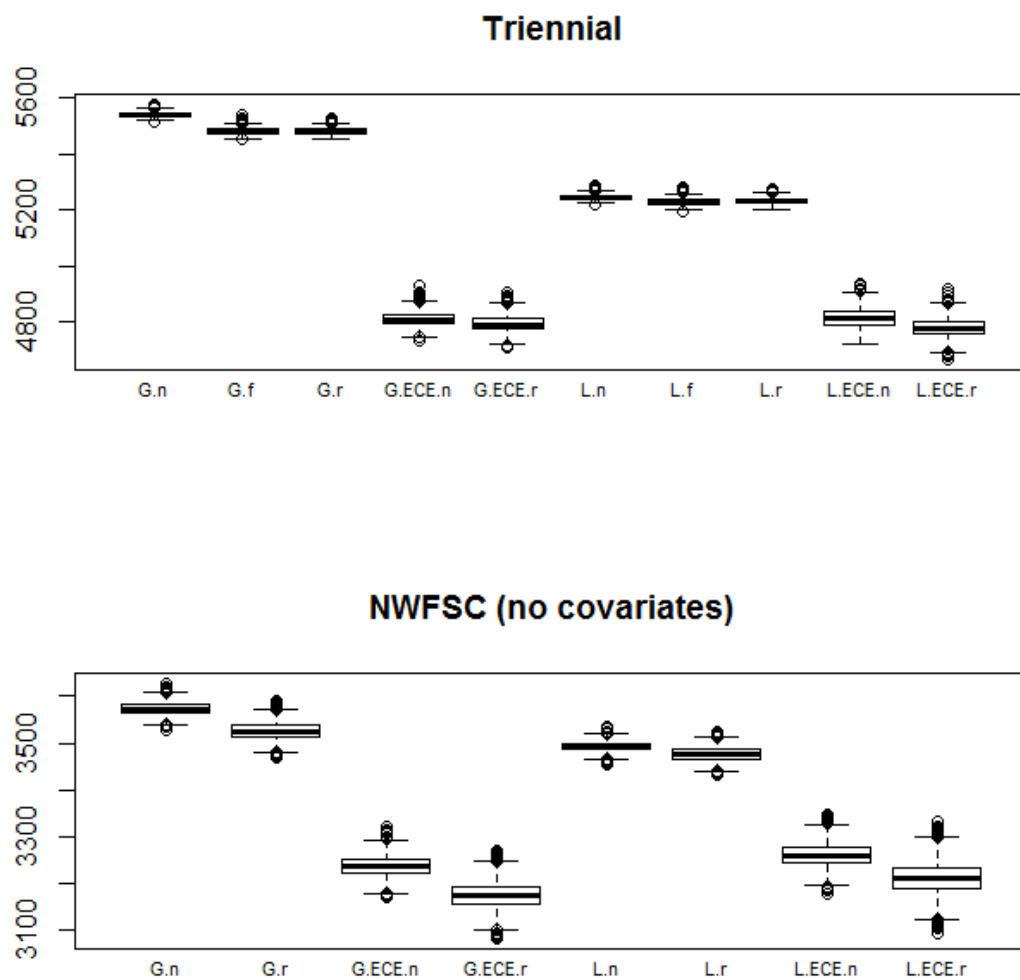 Triennial
5600
5200
4800
G.n G.f G.r G.ECE.n G.ECE.r L.n L.f L.r L.ECE.n L.ECE.r
NWFSC (no covariates)
3500
3300
3100
G.n G.r G.ECE.n G.ECE.r L.n L.r L.ECE.n L.ECE.r